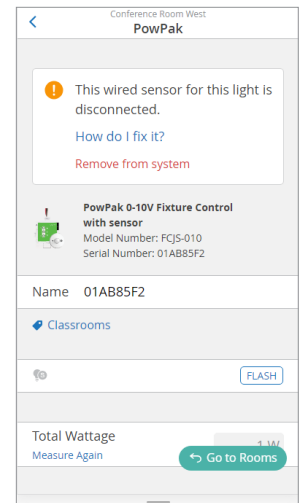 Conference Room West
PowPak
This wired sensor for this light is
disconnected.
How do I fix it?
Remove from system
PowPak 0-10V Fixture Control
with sensor
Model Number: FCJS-010
Serial Number: 01AB85F2
Name 01AB85F2
Classrooms
FLASH
Total Wattage
1 W
Measure Again
Go to Rooms